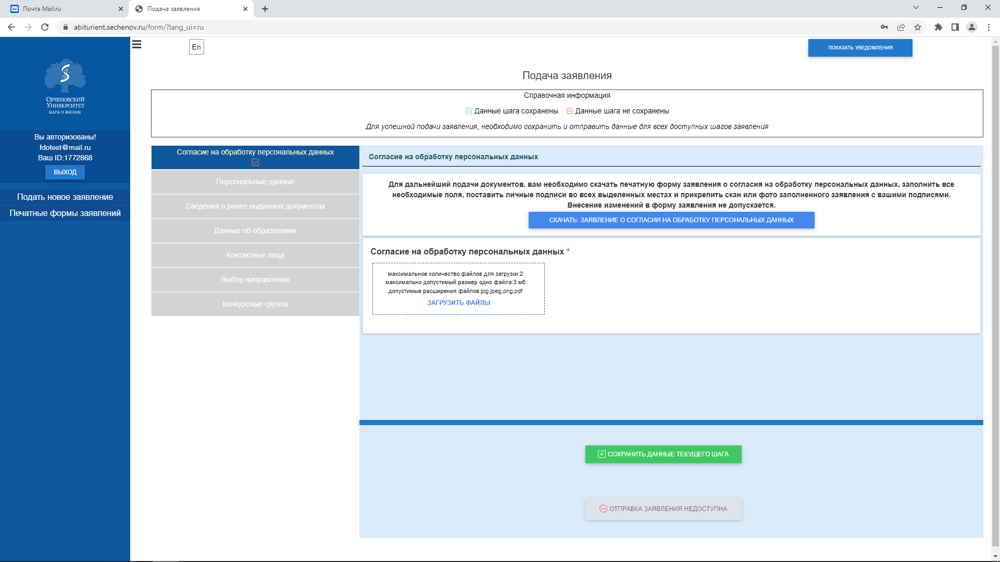 Почта Mail.ru
Подача заявления
abiturient.sechenov.ru/form/?lang_ui=ru
En
ПОКАЗАТЬ УВЕДОМЛЕНИЯ
СЕЧЕНОВСКИЙ
УНИВЕРСИТЕТ
НАУК О ЖИЗНИ
Вы авторизованы!
fdotest@mail.ru
Ваш ID:1772868
ВЫХОД
Подать новое заявление
Печатные формы заявлений
Подача заявления
Справочная информация
Данные шага сохранены Данные шага не сохранены
Для успешной подачи заявления, необходимо сохранить и отправить данные для всех доступных шагов заявления
Согласие на обработку персональных данных
Персональные данные
Сведения о ранее выданных документах
Данные об образовании
Контактные лица
Выбор направления
Конкурсные группы
Согласие на обработку персональных данных
Для дальнейший подачи документов, вам необходимо скачать печатную форму заявления о согласия на обработку персональных данных, заполнить все
необходимые поля, поставить личные подписи во всех выделенных местах и прикрепить скан или фото заполненного заявления с вашими подписями.
Внесение изменений в форму заявления не допускается.
СКАЧАТЬ: ЗАЯВЛЕНИЕ О СОГЛАСИИ НА ОБРАБОТКУ ПЕРСОНАЛЬНЫХ ДАННЫХ
Согласие на обработку персональных данных *
максимальное количество файлов для загрузки:2
максимально допустимый размер одно файла:3 мб
допустимые расширения файлов:jpg,jpeg,png,pdf
ЗАГРУЗИТЬ ФАЙЛЫ
СОХРАНИТЬ ДАННЫЕ ТЕКУЩЕГО ШАГА
ОТПРАВКА ЗАЯВЛЕНИЯ НЕДОСТУПНА